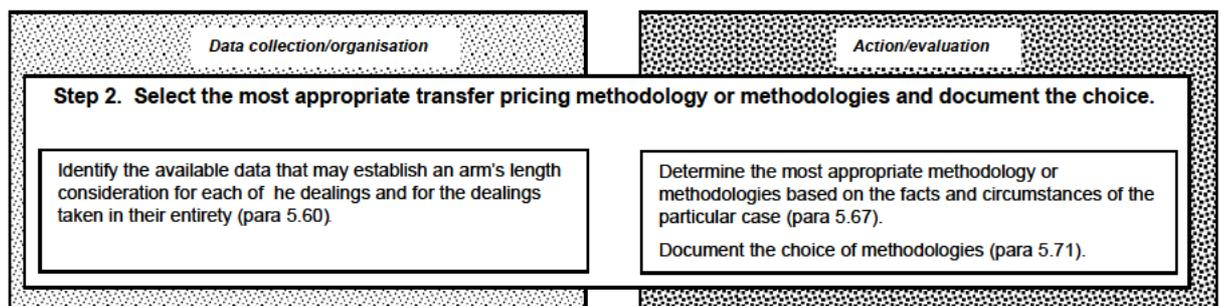 Data collection/organisation
Action/evaluation
Step 2. Select the most appropriate transfer pricing methodology or methodologies and document the choice.
Identify the available data that may establish an arm's length
consideration for each of he dealings and for the dealings
taken in their entirety (para 5.60).
Determine the most appropriate methodology or
methodologies based on the facts and circumstances of the
particular case (para 5.67).
Document the choice of methodologies (para 5.71).